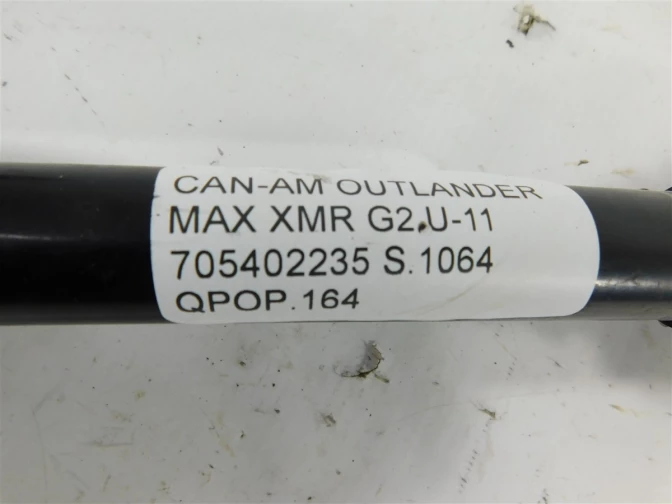 CAN-AM OUTLANDER
MAX XMR G2.U-11
705402235 S.1064
QPOP.164